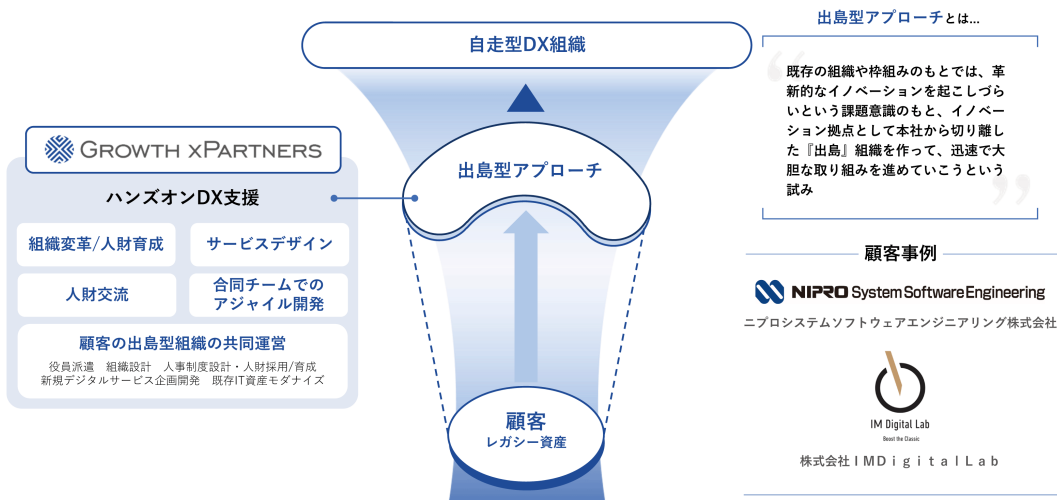 自走型DX組織
GROWTH xPARTNERS
ハンズオンDX支援
組織変革/人財育成
サービスデザイン
人財交流
合同チームでの
アジャイル開発
顧客の出島型組織の共同運営
役員派遣　組織設計　人事制度設計・人財採用/育成
新規デジタルサービス企画開発　既存IT資産モダナイズ
出島型アプローチ
顧客
レガシー資産
出島型アプローチとは...
“
既存の組織や枠組みのもとでは、革
新的なイノベーションを起こしづら
いという課題意識のもと、イノベー
ション拠点として本社から切り離し
た『出島』組織を作って、迅速で大
胆な取り組みを進めていこうという
試み
”
顧客事例
NIPRO System Software Engineering
ニプロシステムソフトウェアエンジニアリング株式会社
IM Digital Lab
Boost the Classic
株式会社ＩＭＤｉｇｉｔａｌＬａｂ